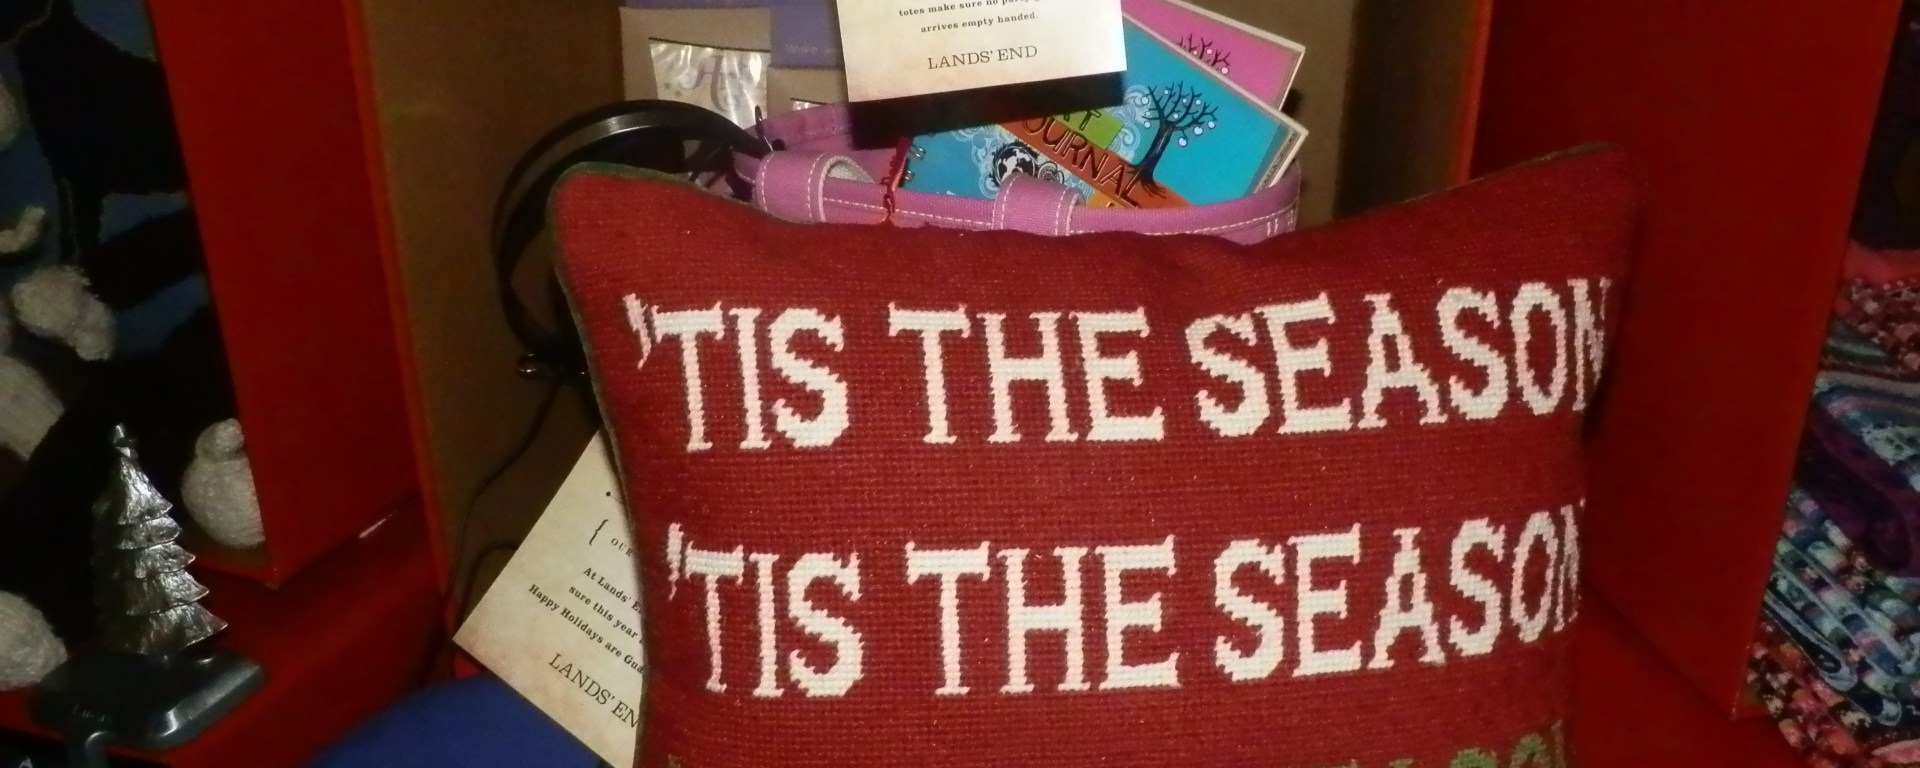 totes make sure no party
arrives empty handed.
LANDS' END
JOURNAL
'TIS THE SEASON
'TIS THE SEASON
{ OUR
At Lands'
sure this year
Happy Holidays are
LANDS' EN